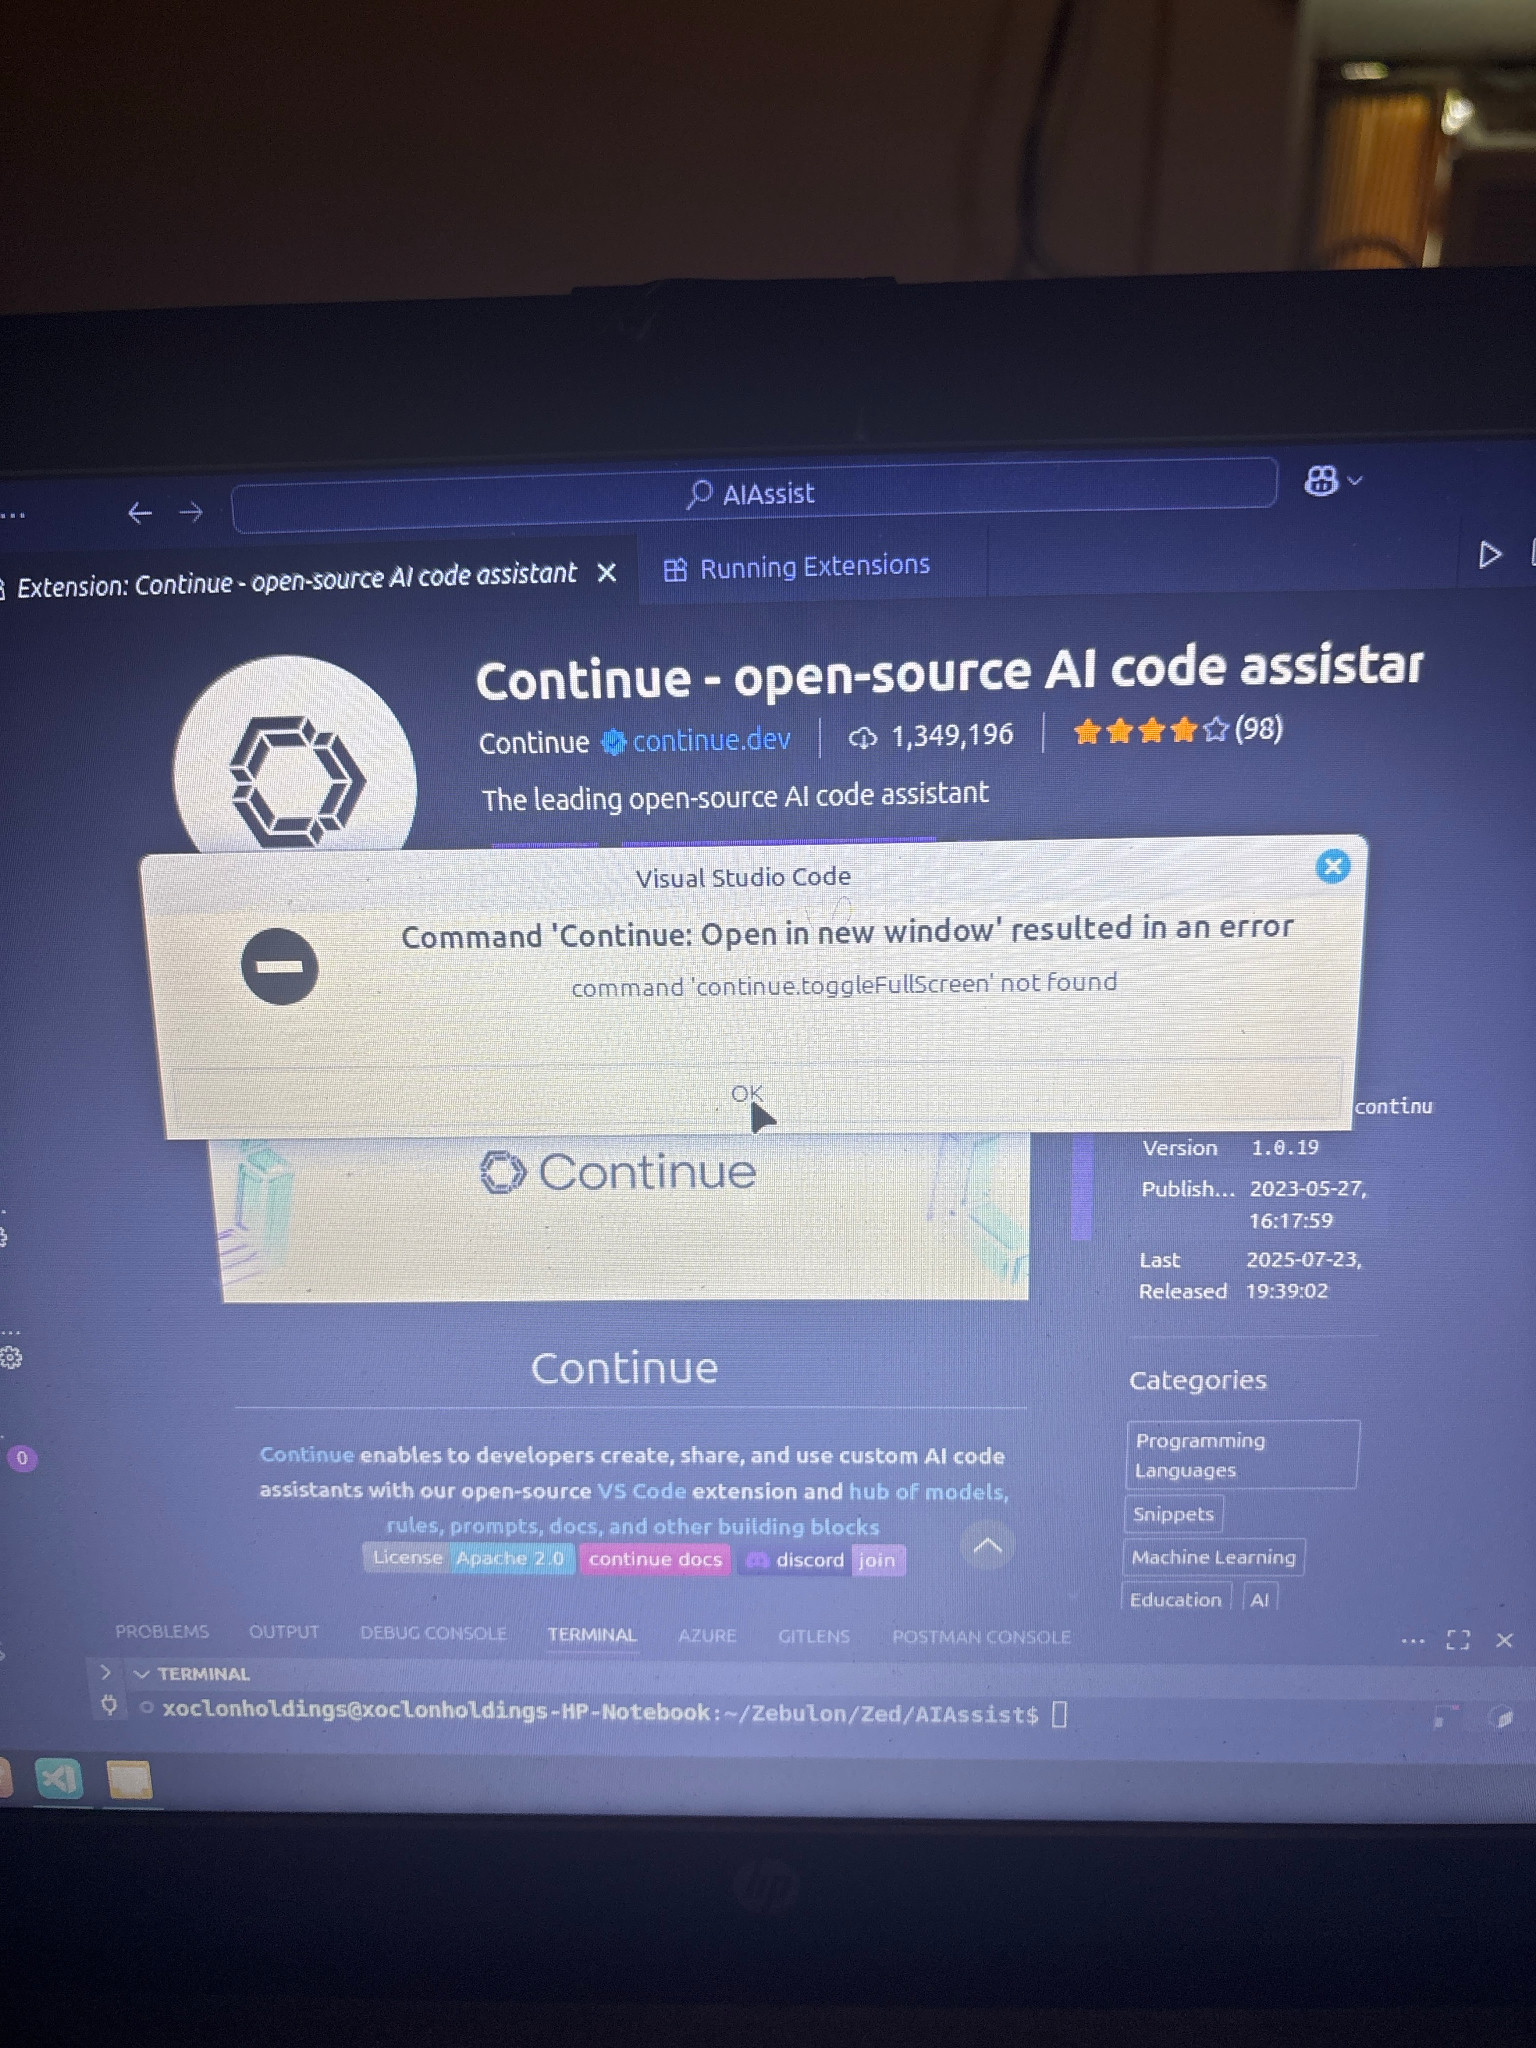 AIAssist
Extension: Continue - open-source AI code assistant
Running Extensions
Continue - open-source AI code assistar
Continue continue.dev 1,349,196 (98)
The leading open-source AI code assistant
Visual Studio Code
Command 'Continue: Open in new window' resulted in an error
command 'continue.toggleFullScreen' not found
OK
continu
Version 1.0.19
Publish... 2023-05-27,
16:17:59
Last 2025-07-23,
Released 19:39:02
Continue
Continue
Categories
Programming
Languages
Snippets
Machine Learning
Education AI
Continue enables to developers create, share, and use custom AI code
assistants with our open-source VS Code extension and hub of models,
rules, prompts, docs, and other building blocks
License Apache 2.0 continue docs discord join
0
PROBLEMS OUTPUT DEBUG CONSOLE TERMINAL AZURE GITLENS POSTMAN CONSOLE
TERMINAL
xoclonholdings@xoclonholdings-HP-Notebook:~/Zebulon/Zed/AIAssist$
hp